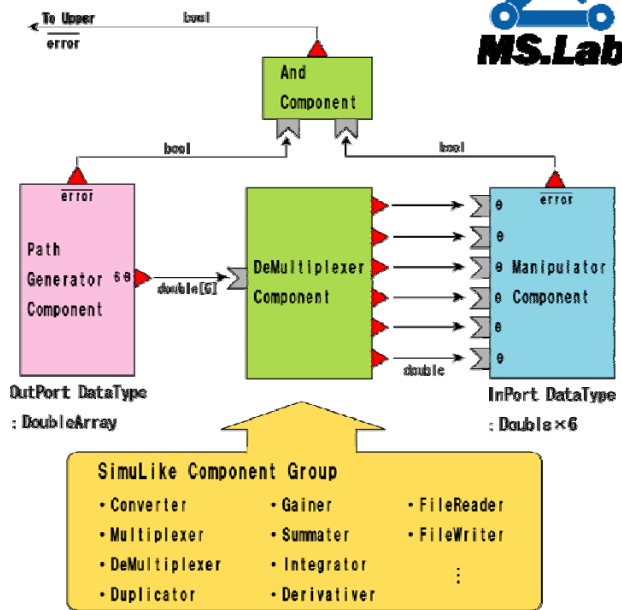 To Upper
error
bool
MS.Lab
And
Component
bool
bool
error
error
Path
Generator 6θ
Component
double[6]
DeMultiplexer
Component
θ
θ
θ
θ
θ
θ
Manipulator
Component
double
OutPort DataType
: DoubleArray
InPort DataType
: Double×6
SimuLike Component Group
・Converter
・Multiplexer
・DeMultiplexer
・Duplicator
・Gainer
・Summater
・Integrator
・Derivativer
・FileReader
・FileWriter
⋮